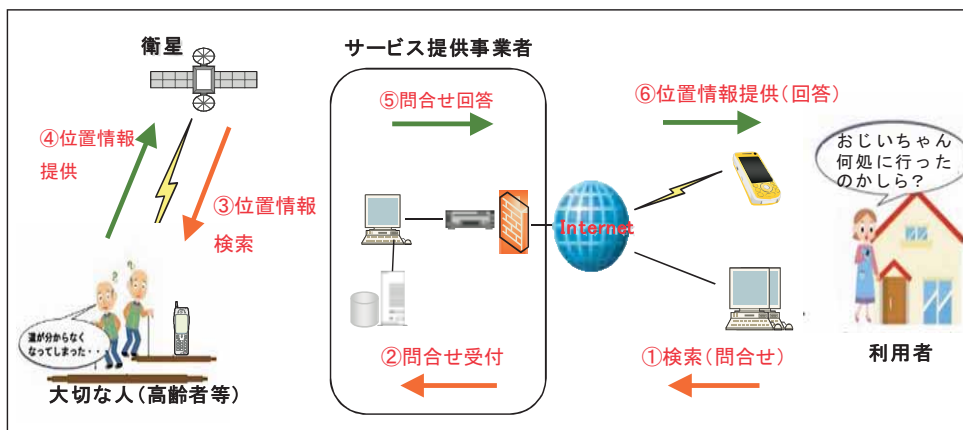 衛星
サービス提供事業者
⑤問合せ回答
⑥位置情報提供(回答)
④位置情報
提供
おじいちゃん
何処に行った
のかしら?
③位置情報
検索
Internet
? ?
道が分からなく
なってしまった・・・
②問合せ受付
①検索(問合せ)
利用者
大切な人(高齢者等)